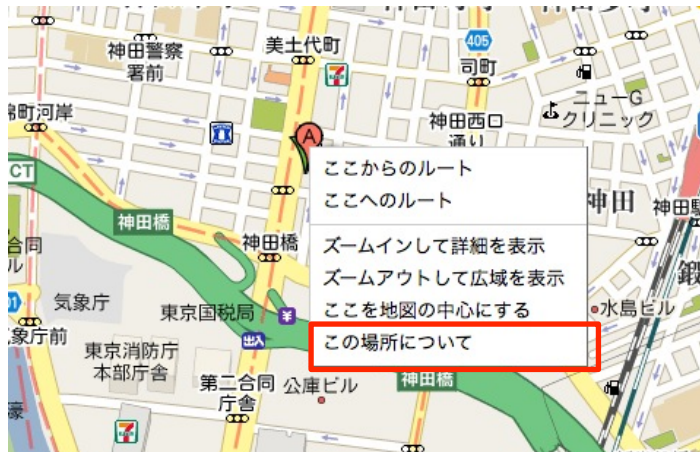 神田警察
署前
美土代町
405
司町
ニューG
クリニック
錦町河岸
神田西口
通り
A
CT
ここからのルート
ここへのルート
神田
神田橋
神田橋
合同
ル
ズームインして詳細を表示
ズームアウトして広域を表示
ここを地図の中心にする
この場所について
気象庁
東京国税局
¥
水島ビル
象庁前
出入
東京消防庁
本部庁舎
第二合同
庁舎
公庫ビル
神田橋
濠